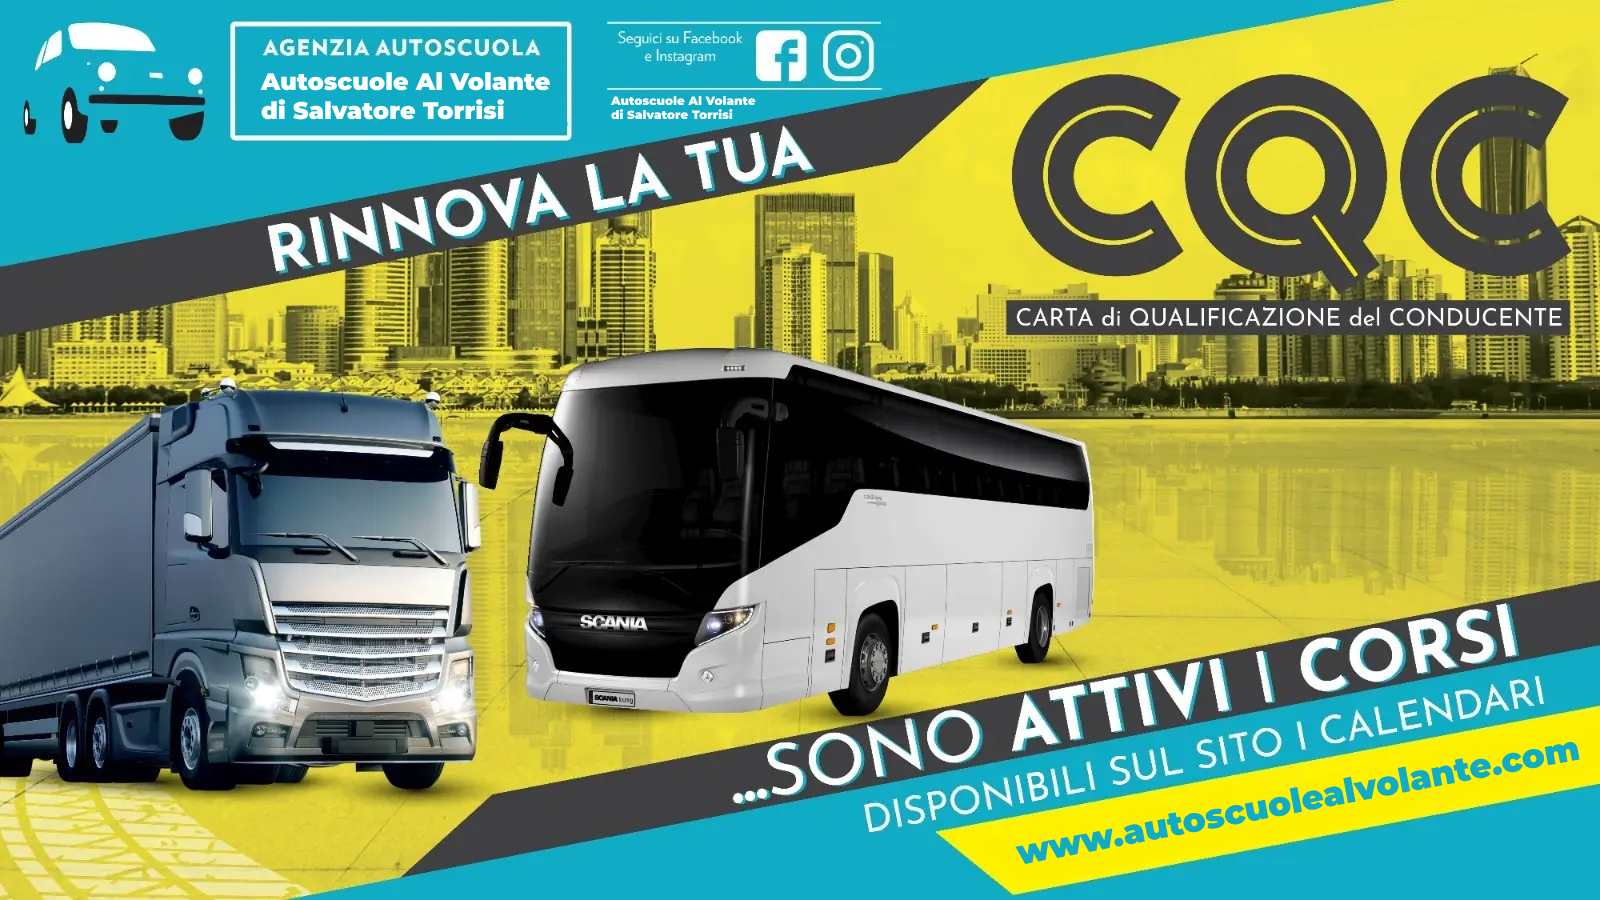 AGENZIA AUTOSCUOLA
Autoscuole Al Volante
di Salvatore Torrisi
Seguici su Facebook
e Instagram
Autoscuole Al Volante
di Salvatore Torrisi
RINNOVA LA TUA
CQC
CARTA di QUALIFICAZIONE del CONDUCENTE
SCANIA
SCANIA touring
...SONO ATTIVI I CORSI
DISPONIBILI SUL SITO I CALENDARI
www.autoscuolealvolante.com